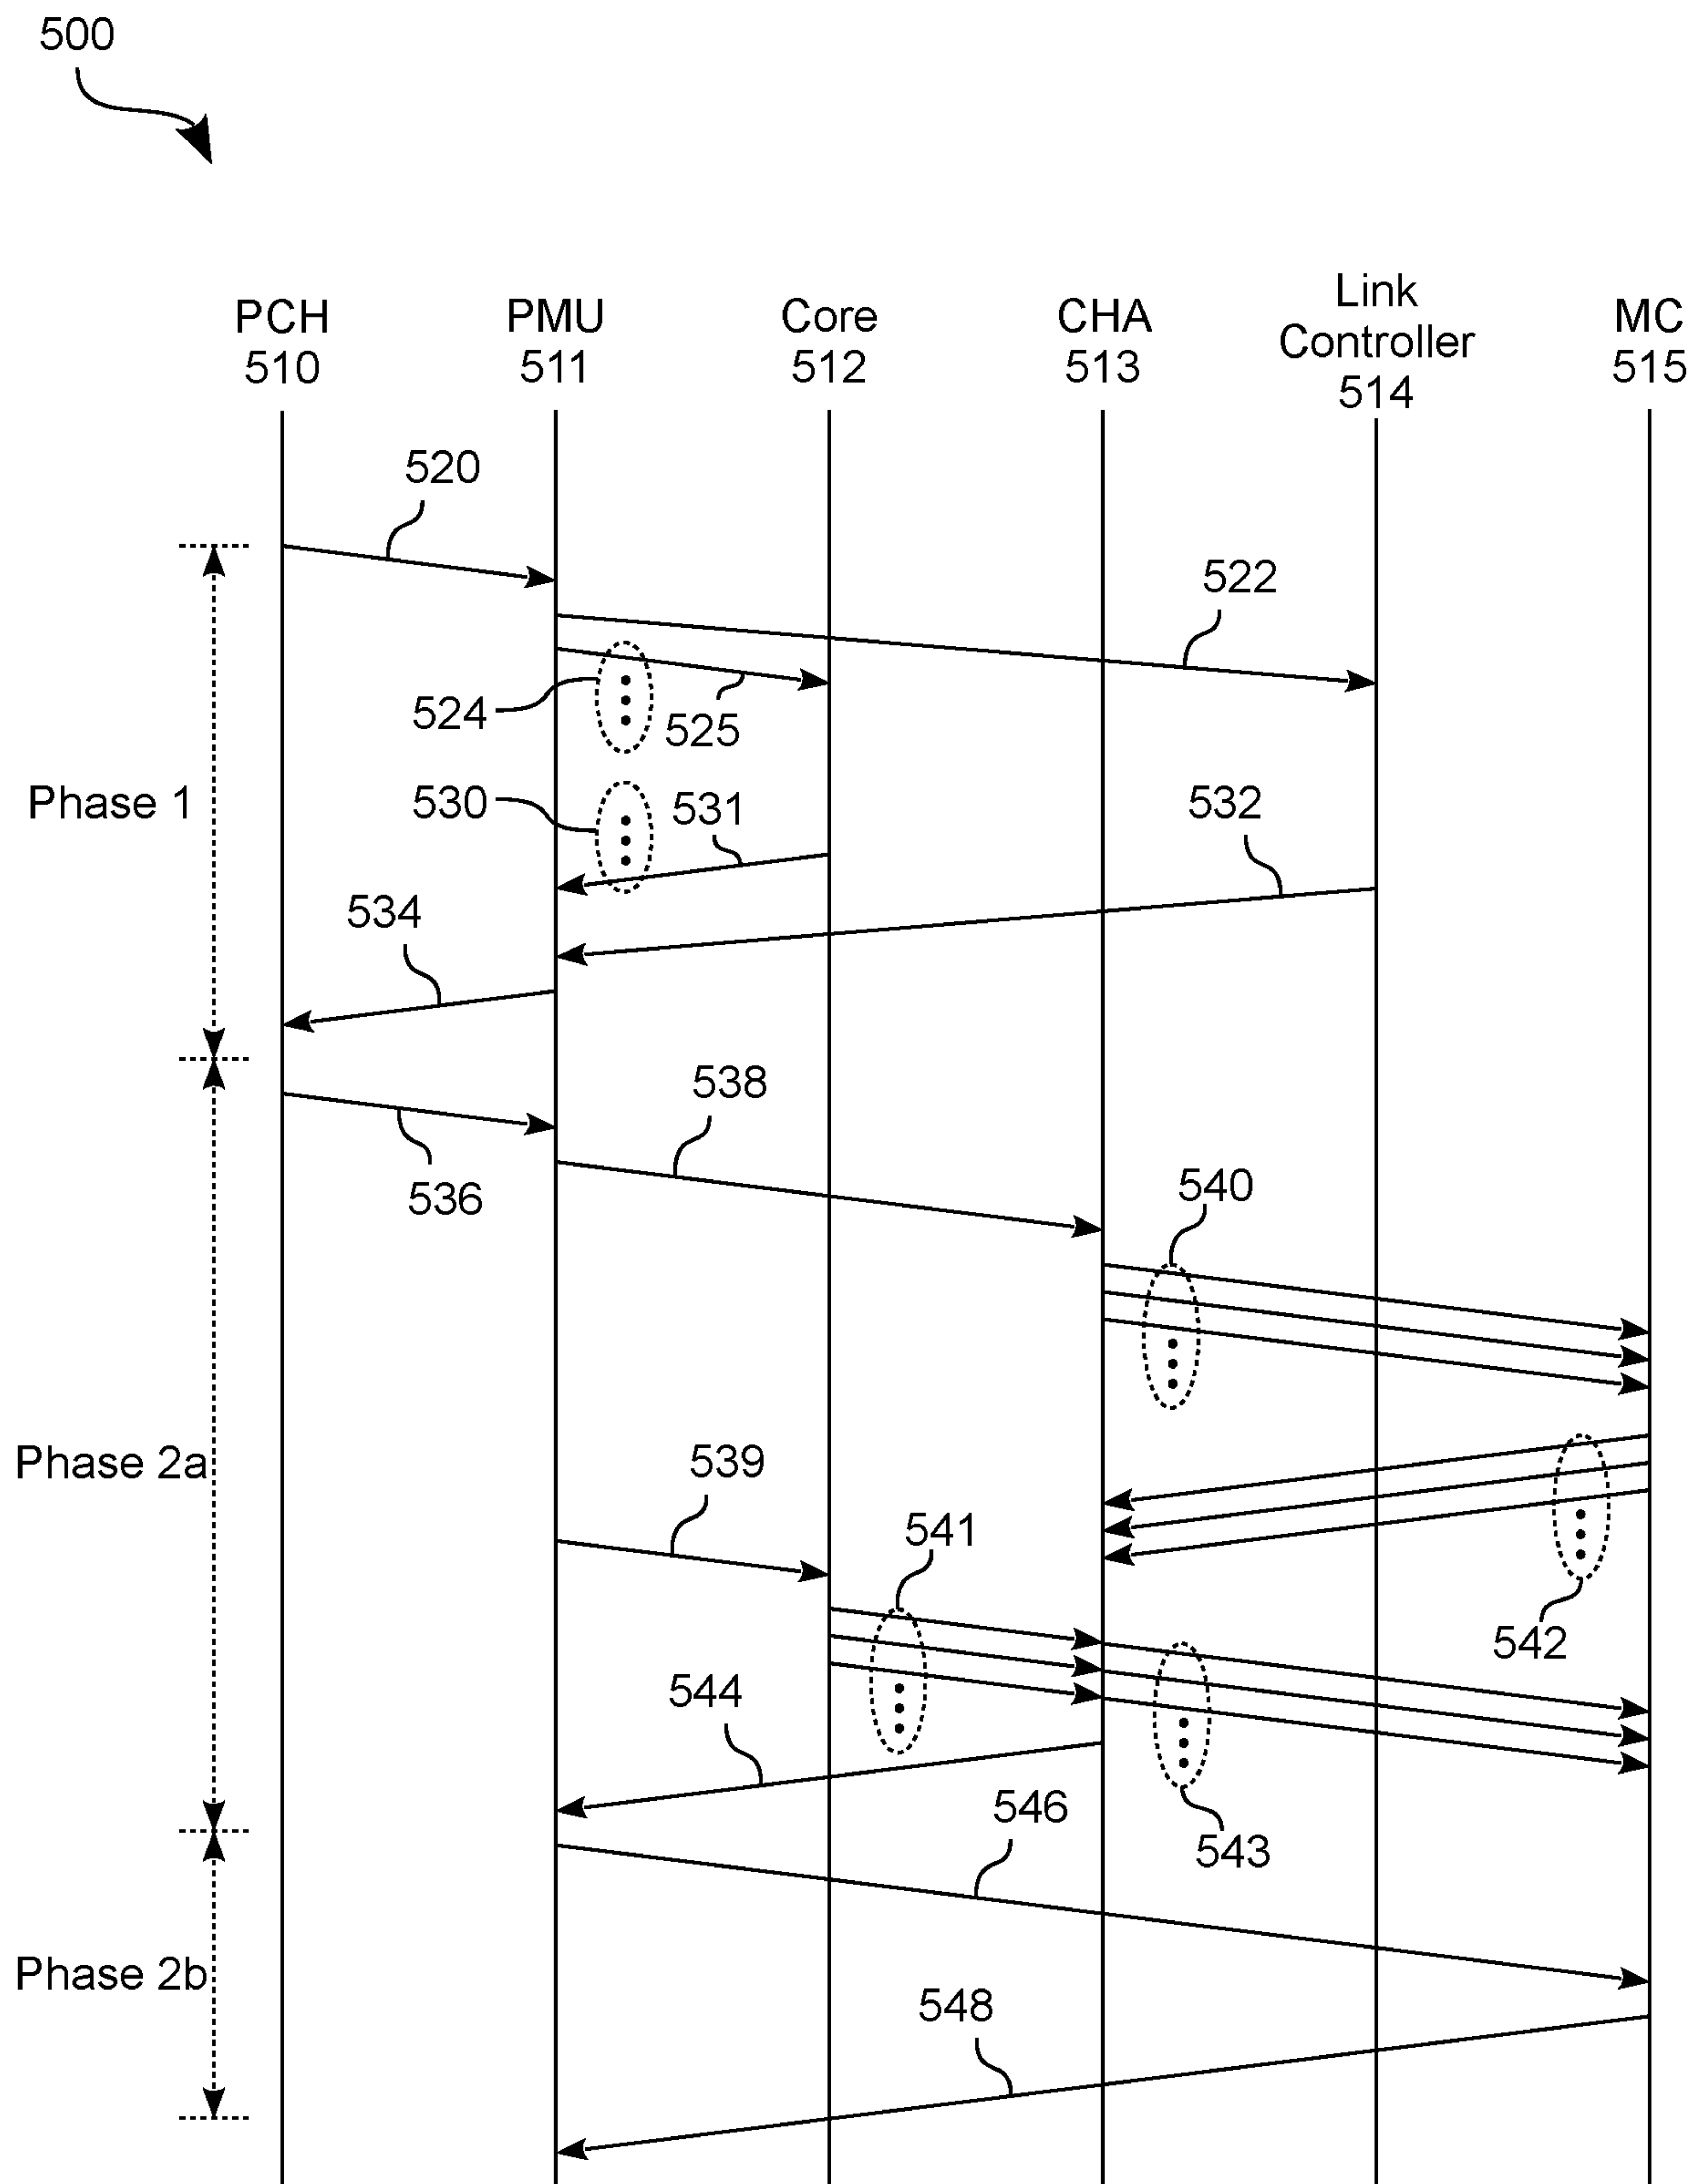 500
PCH
510
PMU
511
Core
512
CHA
513
Link
Controller
514
MC
515
520
522
524
525
Phase 1
530
531
532
534
538
536
540
Phase 2a
539
541
542
544
546
543
Phase 2b
548